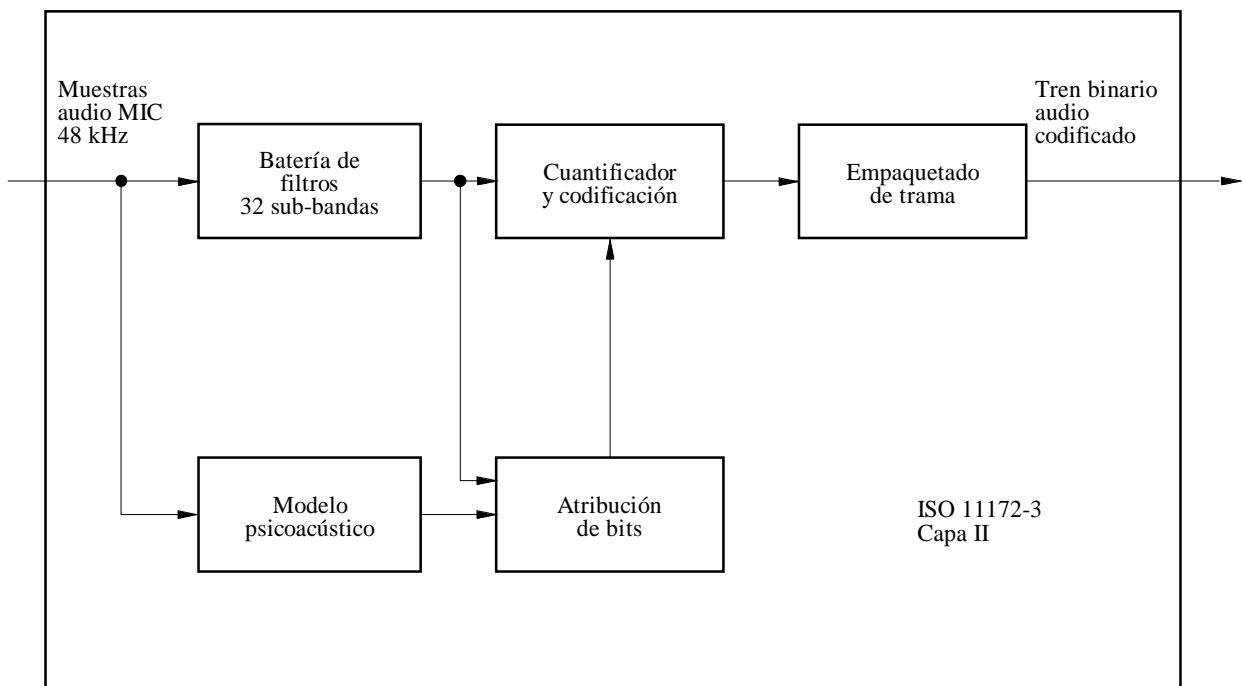 Muestras
audio MIC
48 kHz
Tren binario
audio
codificado
Batería de
filtros
32 sub-bandas
Cuantificador
y codificación
Empaquetado
de trama
Modelo
psicoacústico
Atribución
de bits
ISO 11172-3
Capa II